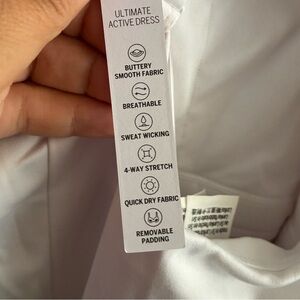 ULTIMATE
ACTIVE DRESS
BUTTERY
SMOOTH FABRIC
BREATHABLE
SWEAT WICKING
4-WAY STRETCH
QUICK DRY FABRIC
REMOVABLE
PADDING